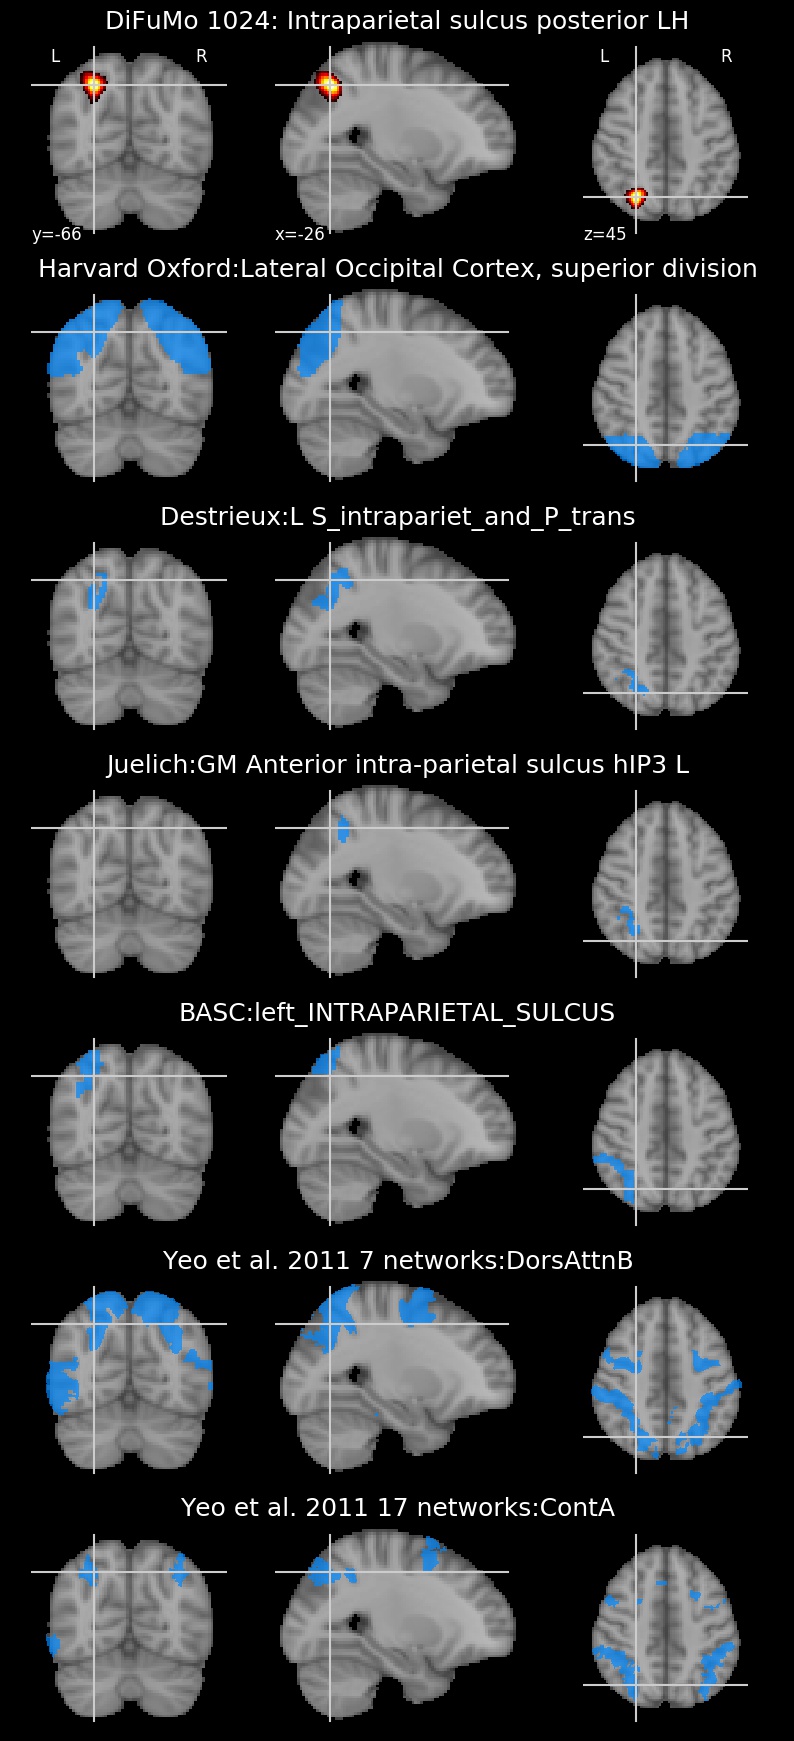 DiFuMo 1024: Intraparietal sulcus posterior LH
L R L R
y=-66 x=-26 z=45
Harvard Oxford:Lateral Occipital Cortex, superior division
Destrieux:L S_intrapariet_and_P_trans
Juelich:GM Anterior intra-parietal sulcus hIP3 L
BASC:left_INTRAPARIETAL_SULCUS
Yeo et al. 2011 7 networks:DorsAttnB
Yeo et al. 2011 17 networks:ContA